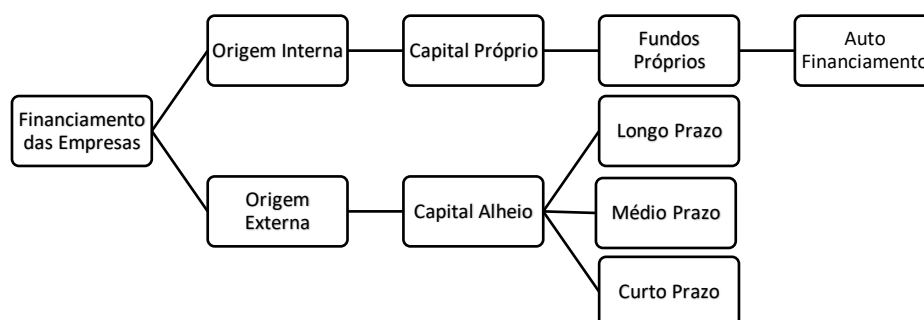 Financiamento
das Empresas
Origem Interna
Capital Próprio
Fundos
Próprios
Auto
Financiamento
Origem
Externa
Capital Alheio
Longo Prazo
Médio Prazo
Curto Prazo